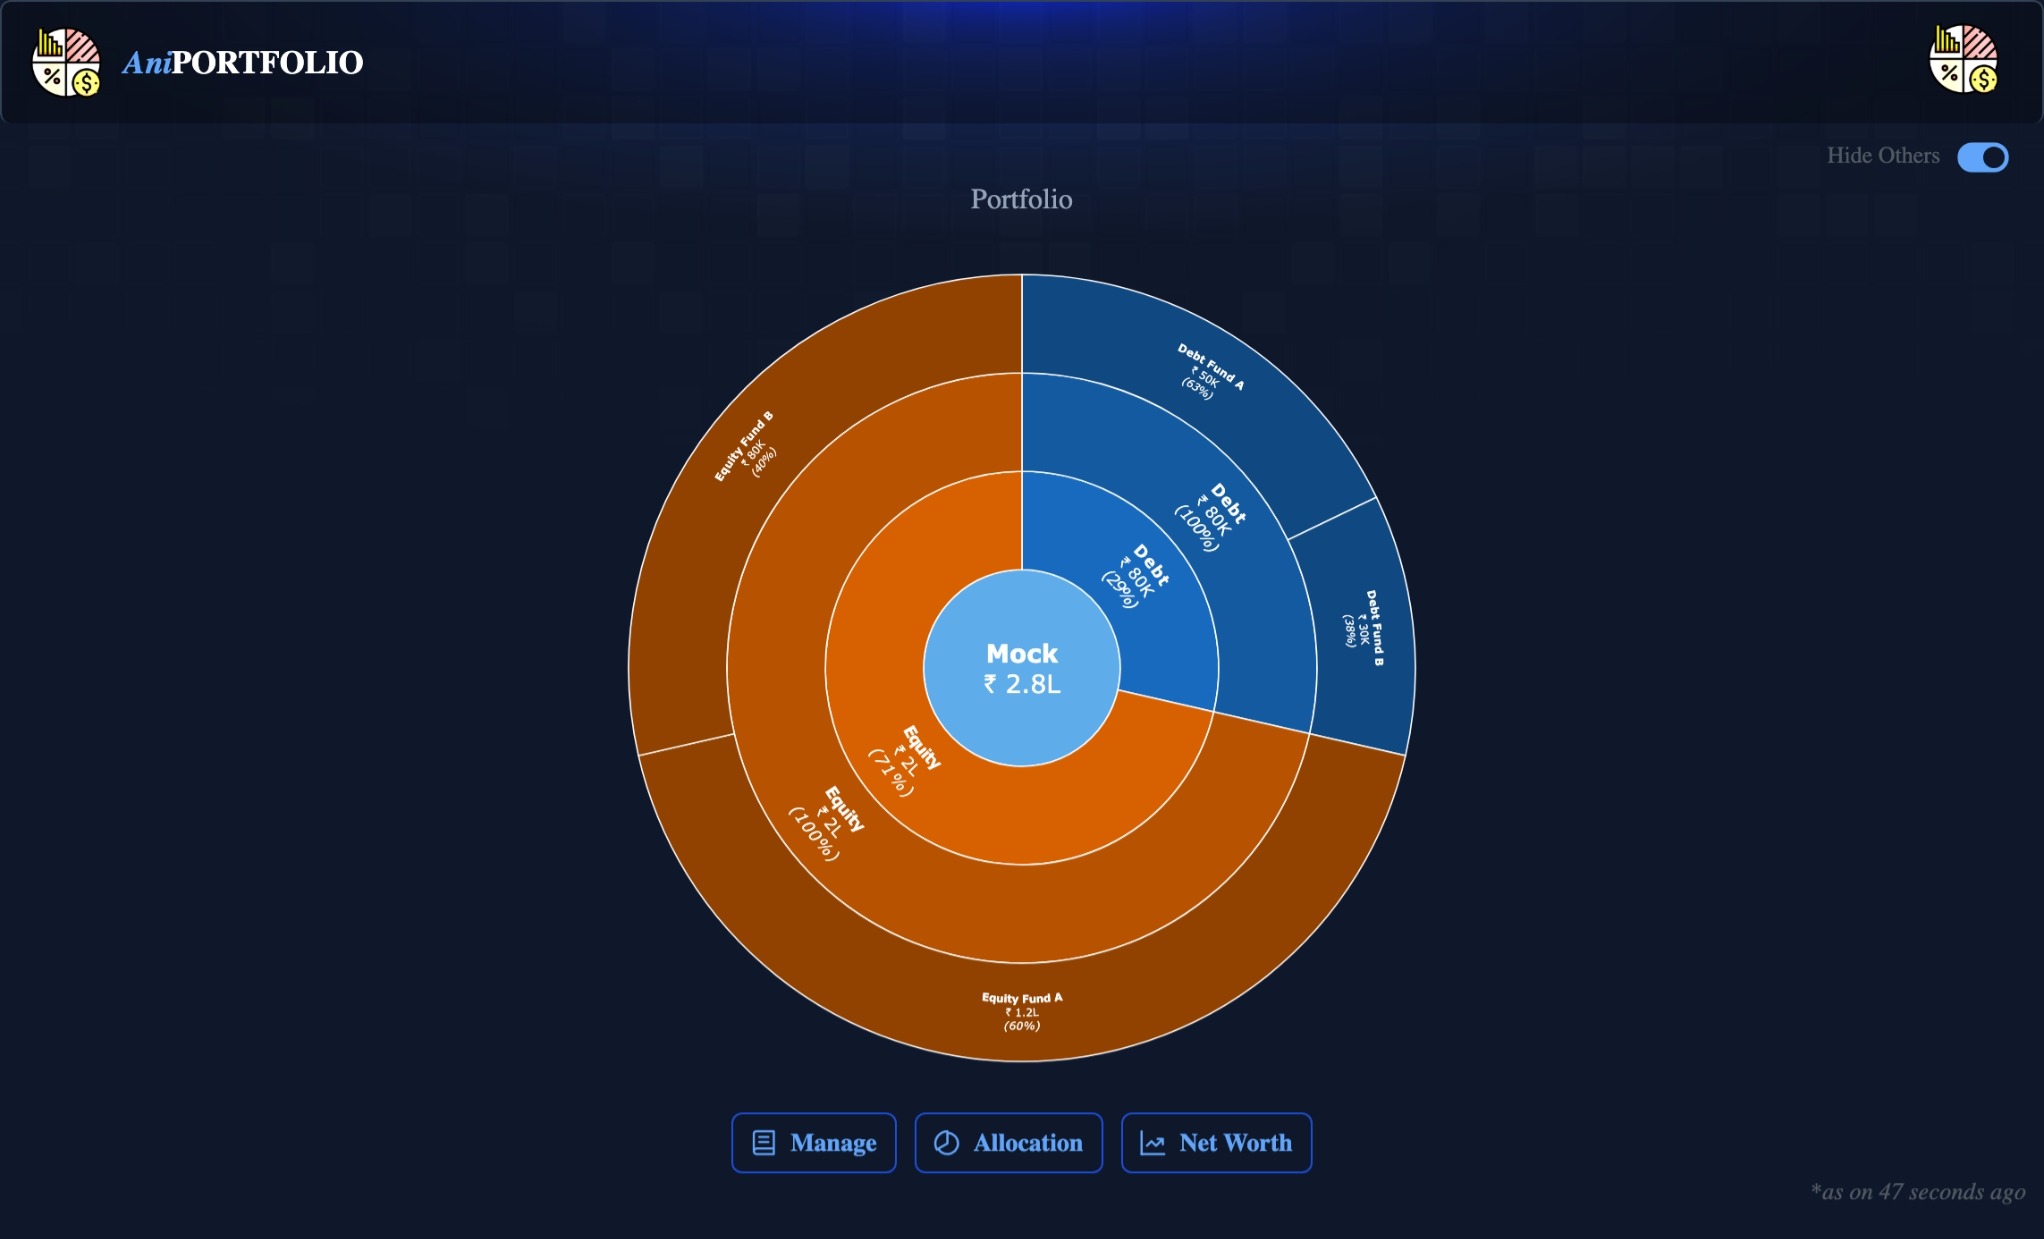 AniPORTFOLIO
Hide Others
Portfolio
Debt Fund A
₹ 50K
(63%)
Equity Fund B
₹ 80K
(40%)
Debt
₹ 80K
(100%)
Debt
₹ 80K
(29%)
Debt Fund B
₹ 30K
(38%)
Mock
₹ 2.8L
Equity
₹ 2L
(71%)
Equity
₹ 2L
(100%)
Equity Fund A
₹ 1.2L
(60%)
Manage
Allocation
Net Worth
*as on 47 seconds ago